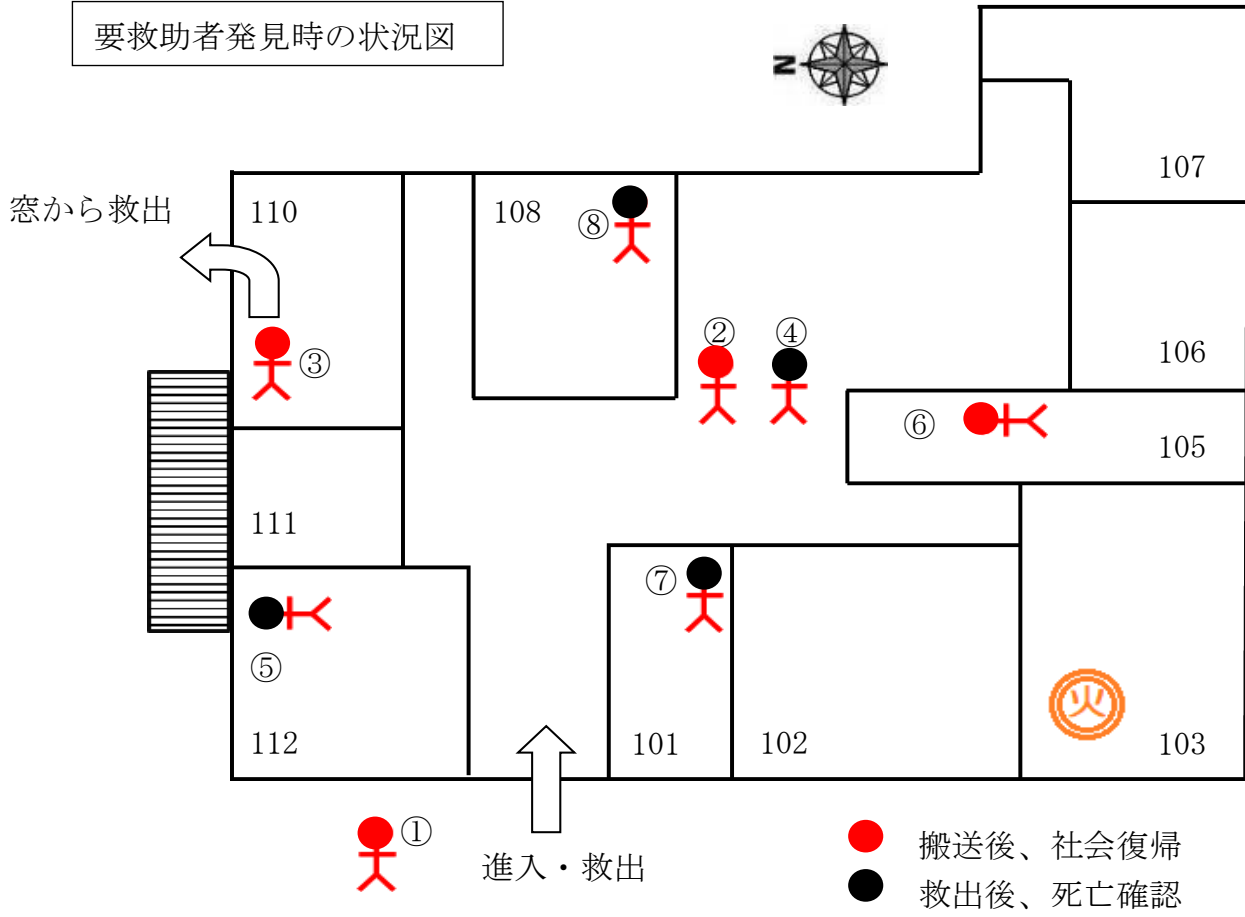 要救助者発見時の状況図
N
107
窓から救出
110
108
⑧
②
④
③
106
⑥
105
111
⑦
⑤
火
112
101
102
103
①
進入・救出
搬送後、社会復帰
救出後、死亡確認